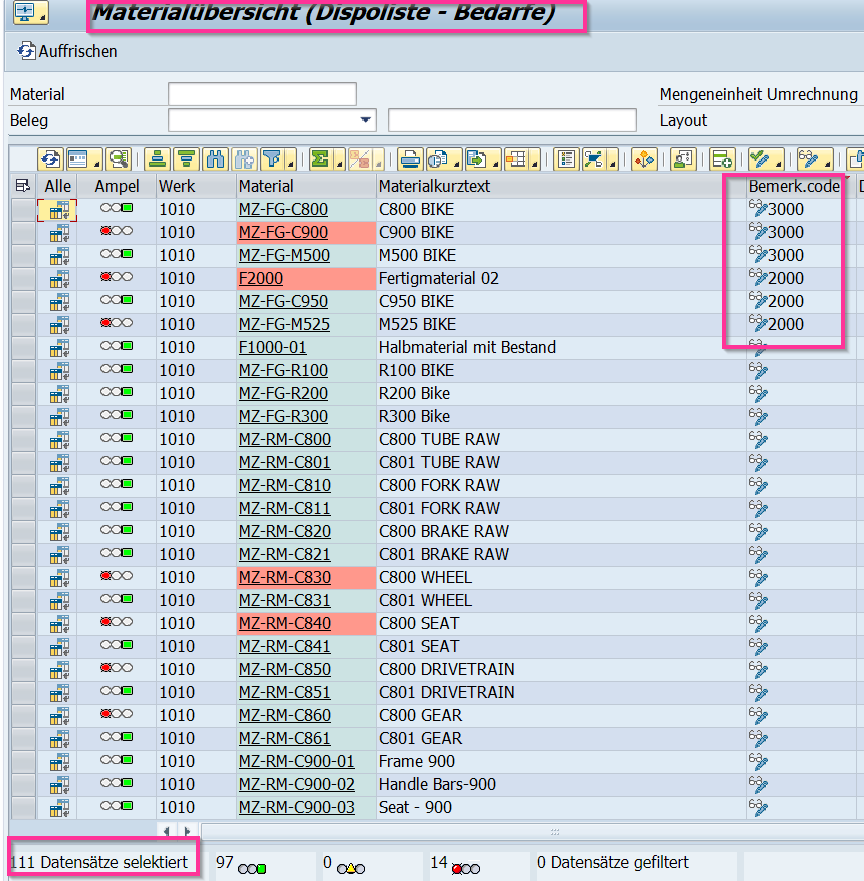 Materialübersicht (Dispoliste - Bedarfe)
Auffrischen
Material Mengeneinheit Umrechnung
Beleg Layout
Alle Ampel Werk Material Materialkurztext Bemerk.code
1010 MZ-FG-C800 C800 BIKE 3000
1010 MZ-FG-C900 C900 BIKE 3000
1010 MZ-FG-M500 M500 BIKE 3000
1010 F2000 Fertigmaterial 02 2000
1010 MZ-FG-C950 C950 BIKE 2000
1010 MZ-FG-M525 M525 BIKE 2000
1010 F1000-01 Halbmaterial mit Bestand
1010 MZ-FG-R100 R100 BIKE
1010 MZ-FG-R200 R200 Bike
1010 MZ-FG-R300 R300 Bike
1010 MZ-RM-C800 C800 TUBE RAW
1010 MZ-RM-C801 C801 TUBE RAW
1010 MZ-RM-C810 C800 FORK RAW
1010 MZ-RM-C811 C801 FORK RAW
1010 MZ-RM-C820 C800 BRAKE RAW
1010 MZ-RM-C821 C801 BRAKE RAW
1010 MZ-RM-C830 C800 WHEEL
1010 MZ-RM-C831 C801 WHEEL
1010 MZ-RM-C840 C800 SEAT
1010 MZ-RM-C841 C801 SEAT
1010 MZ-RM-C850 C800 DRIVETRAIN
1010 MZ-RM-C851 C801 DRIVETRAIN
1010 MZ-RM-C860 C800 GEAR
1010 MZ-RM-C861 C801 GEAR
1010 MZ-RM-C900-01 Frame 900
1010 MZ-RM-C900-02 Handle Bars-900
1010 MZ-RM-C900-03 Seat - 900
111 Datensätze selektiert 97 0 14 0 Datensätze gefiltert